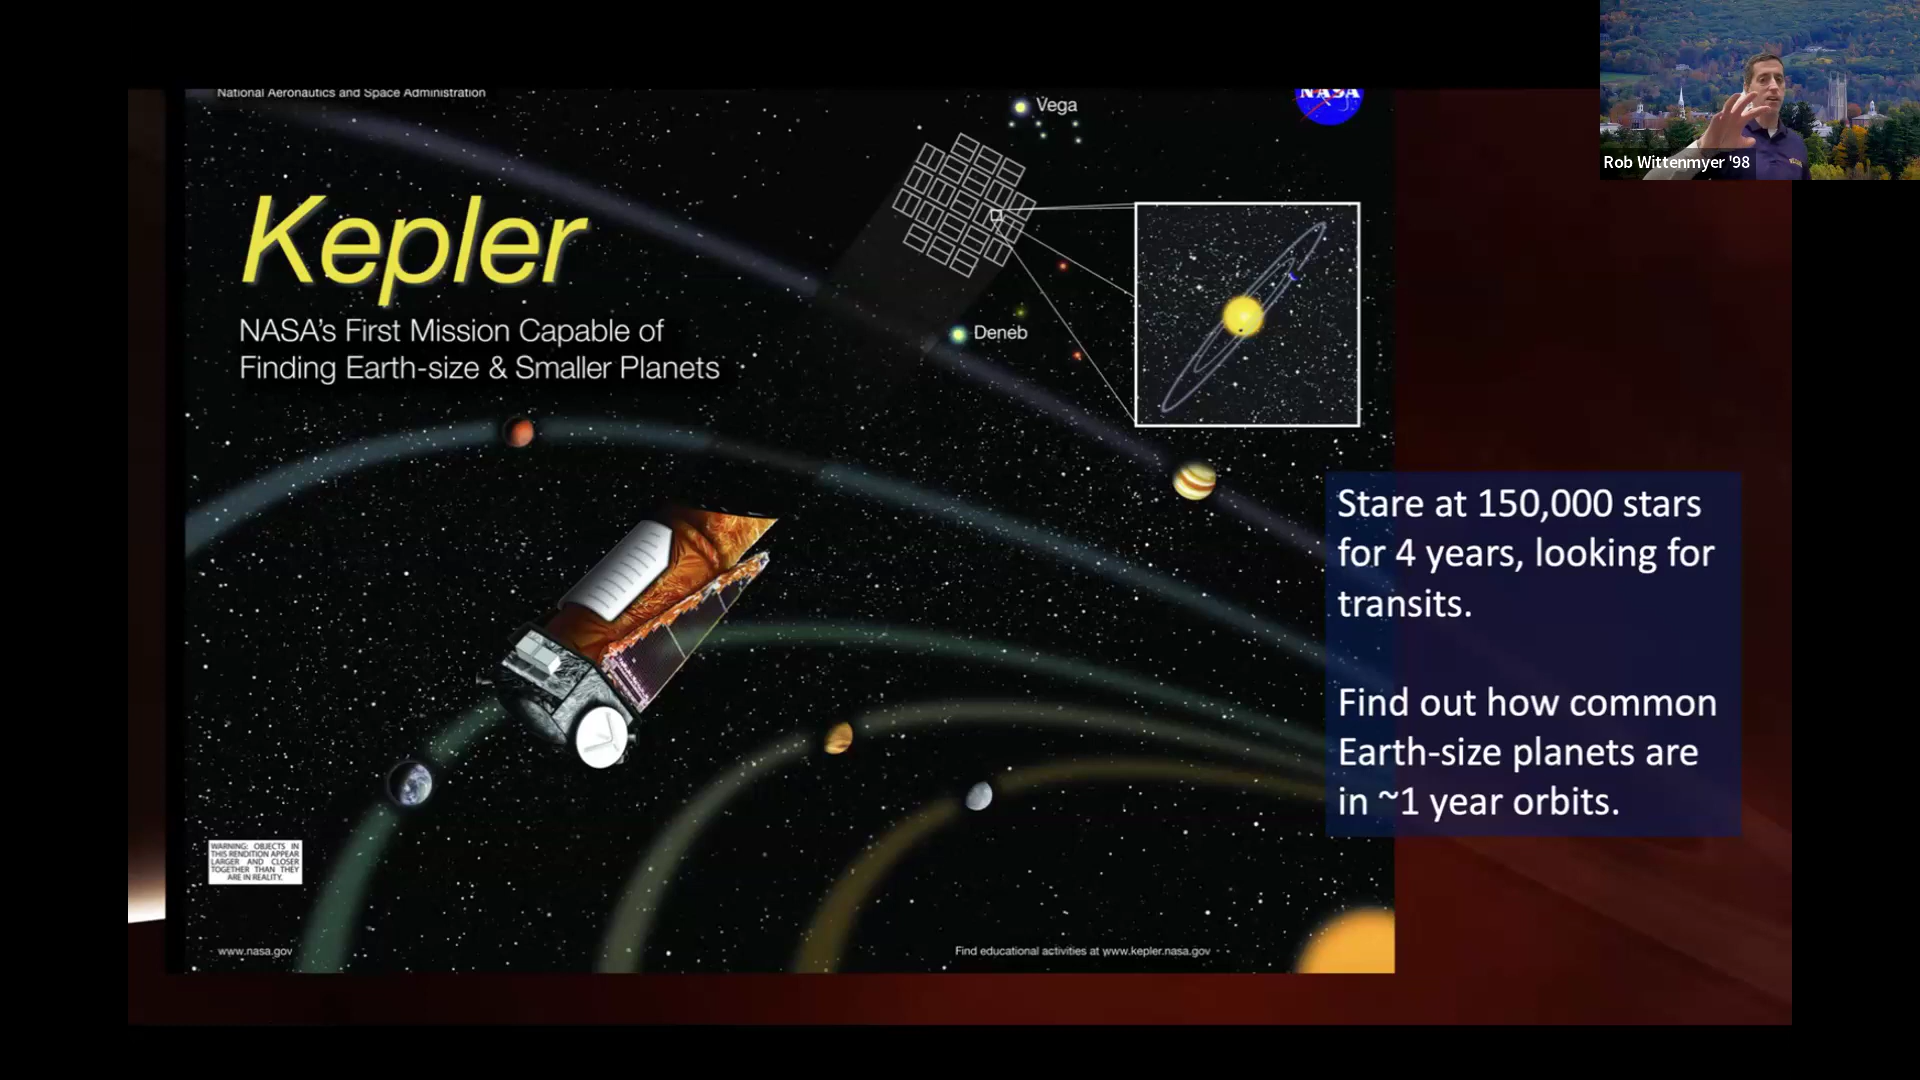 National Aeronautics and Space Administration
NASA
Vega
Rob Wittenmyer '98
Kepler
NASA's First Mission Capable of
Finding Earth-size & Smaller Planets
Deneb
Stare at 150,000 stars
for 4 years, looking for
transits.
Find out how common
Earth-size planets are
in ~1 year orbits.
WARNING: OBJECTS IN
THIS RENDITION APPEAR
LARGER AND CLOSER
TOGETHER THAN THEY
ARE IN REALITY.
www.nasa.gov
Find educational activities at www.kepler.nasa.gov